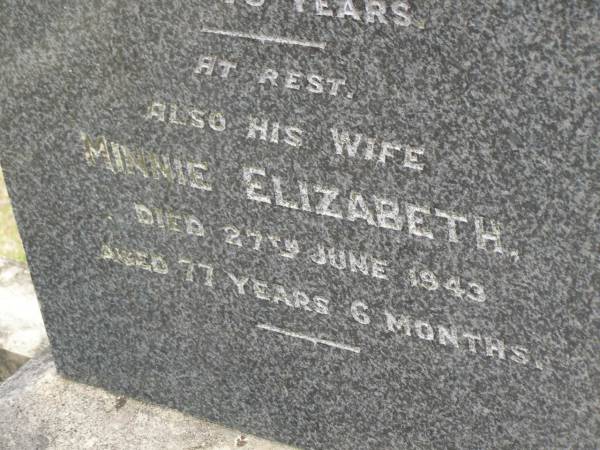 YEARS.
AT REST.
ALSO HIS WIFE
MINNIE ELIZABETH,
DIED 27TH JUNE 1943
AGED 77 YEARS 6 MONTHS.